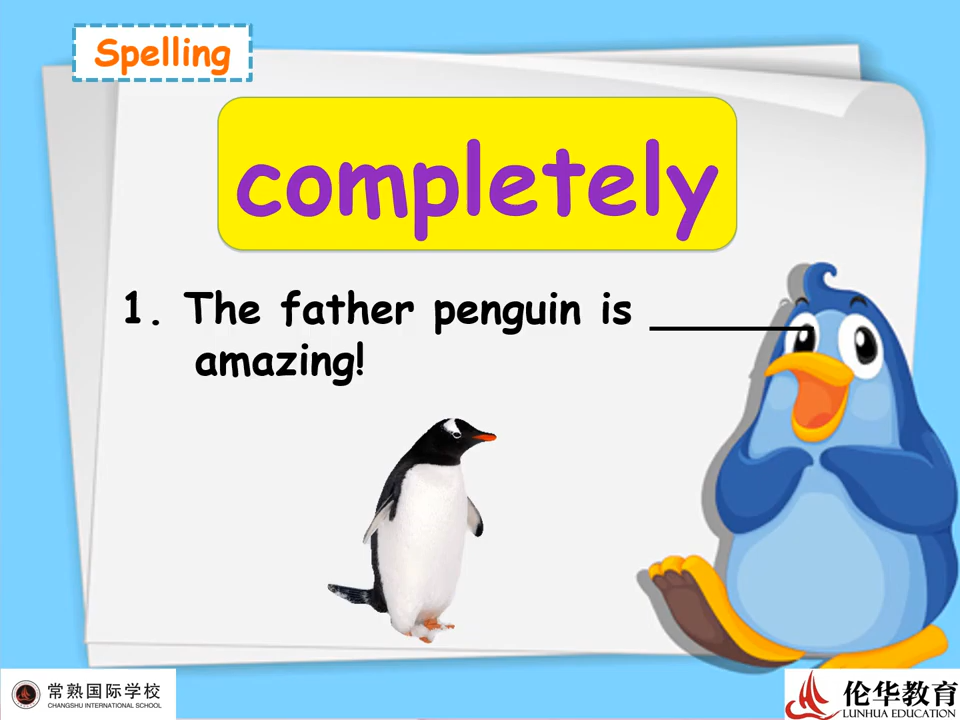 Spelling
completely
1. The father penguin is _______
amazing!
常熟国际学校
CHANGSHU INTERNATIONAL SCHOOL
伦华教育
LUNHUA EDUCATION